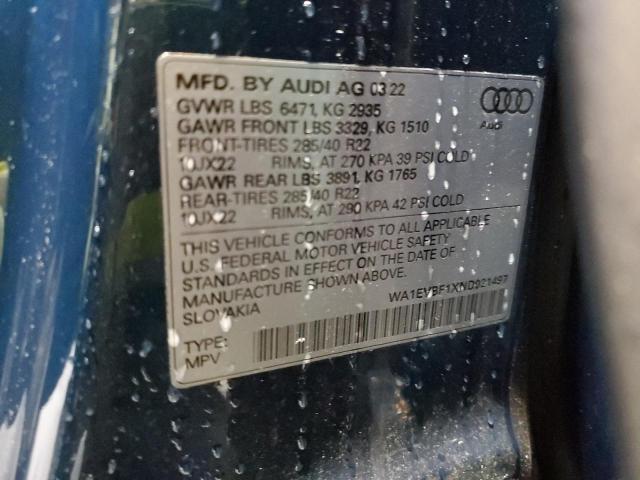 MFD. BY AUDI AG 03 22
GVWR LBS 6471, KG 2935
GAWR FRONT LBS 3329, KG 1510
FRONT-TIRES 285/40 R22
10JX22 RIMS, AT 270 KPA 39 PSI COLD
GAWR REAR LBS 3891, KG 1765
REAR-TIRES 285/40 R22
10JX22 RIMS, AT 290 KPA 42 PSI COLD
Audi
THIS VEHICLE CONFORMS TO ALL APPLICABLE
U.S. FEDERAL MOTOR VEHICLE SAFETY
STANDARDS IN EFFECT ON THE DATE OF
MANUFACTURE SHOWN ABOVE.
SLOVAKIA
WA1EVBF1XND021497
TYPE:
MPV